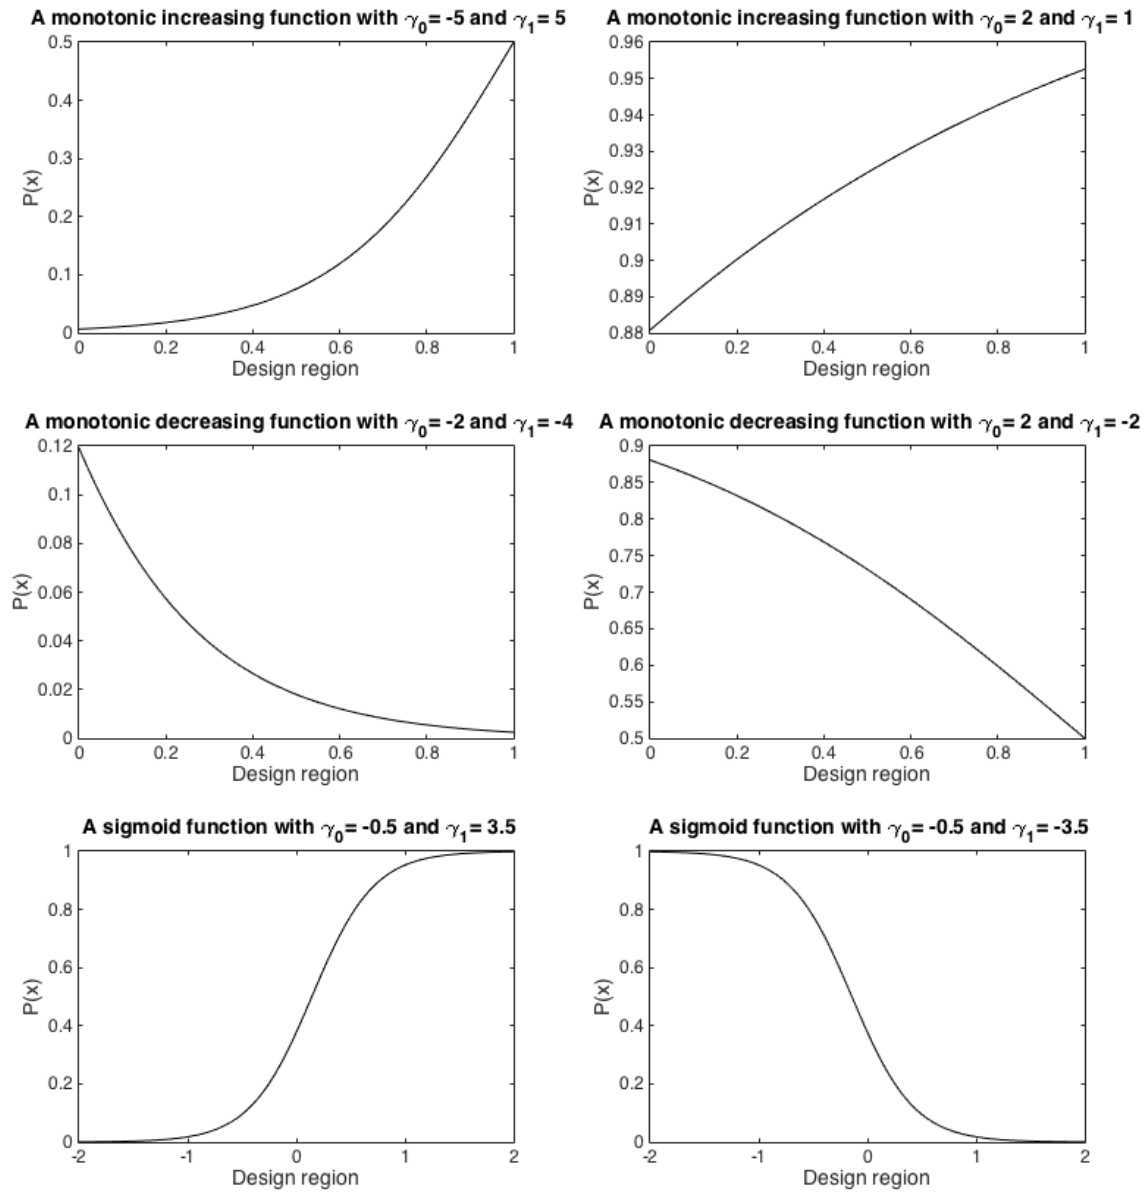 A monotonic increasing function with γ0= -5 and γ1= 5
0.5
0.4
0.3
0.2
0.1
0
P(x)
0 0.2 0.4 0.6 0.8 1
Design region
A monotonic increasing function with γ0= 2 and γ1= 1
0.96
0.95
0.94
0.93
0.92
0.91
0.9
0.89
0.88
P(x)
0 0.2 0.4 0.6 0.8 1
Design region
A monotonic decreasing function with γ0= -2 and γ1= -4
0.12
0.1
0.08
0.06
0.04
0.02
0
P(x)
0 0.2 0.4 0.6 0.8 1
Design region
A monotonic decreasing function with γ0= 2 and γ1= -2
0.9
0.85
0.8
0.75
0.7
0.65
0.6
0.55
0.5
P(x)
0 0.2 0.4 0.6 0.8 1
Design region
A sigmoid function with γ0= -0.5 and γ1= 3.5
1
0.8
0.6
0.4
0.2
0
P(x)
-2 -1 0 1 2
Design region
A sigmoid function with γ0= -0.5 and γ1= -3.5
1
0.8
0.6
0.4
0.2
0
P(x)
-2 -1 0 1 2
Design region